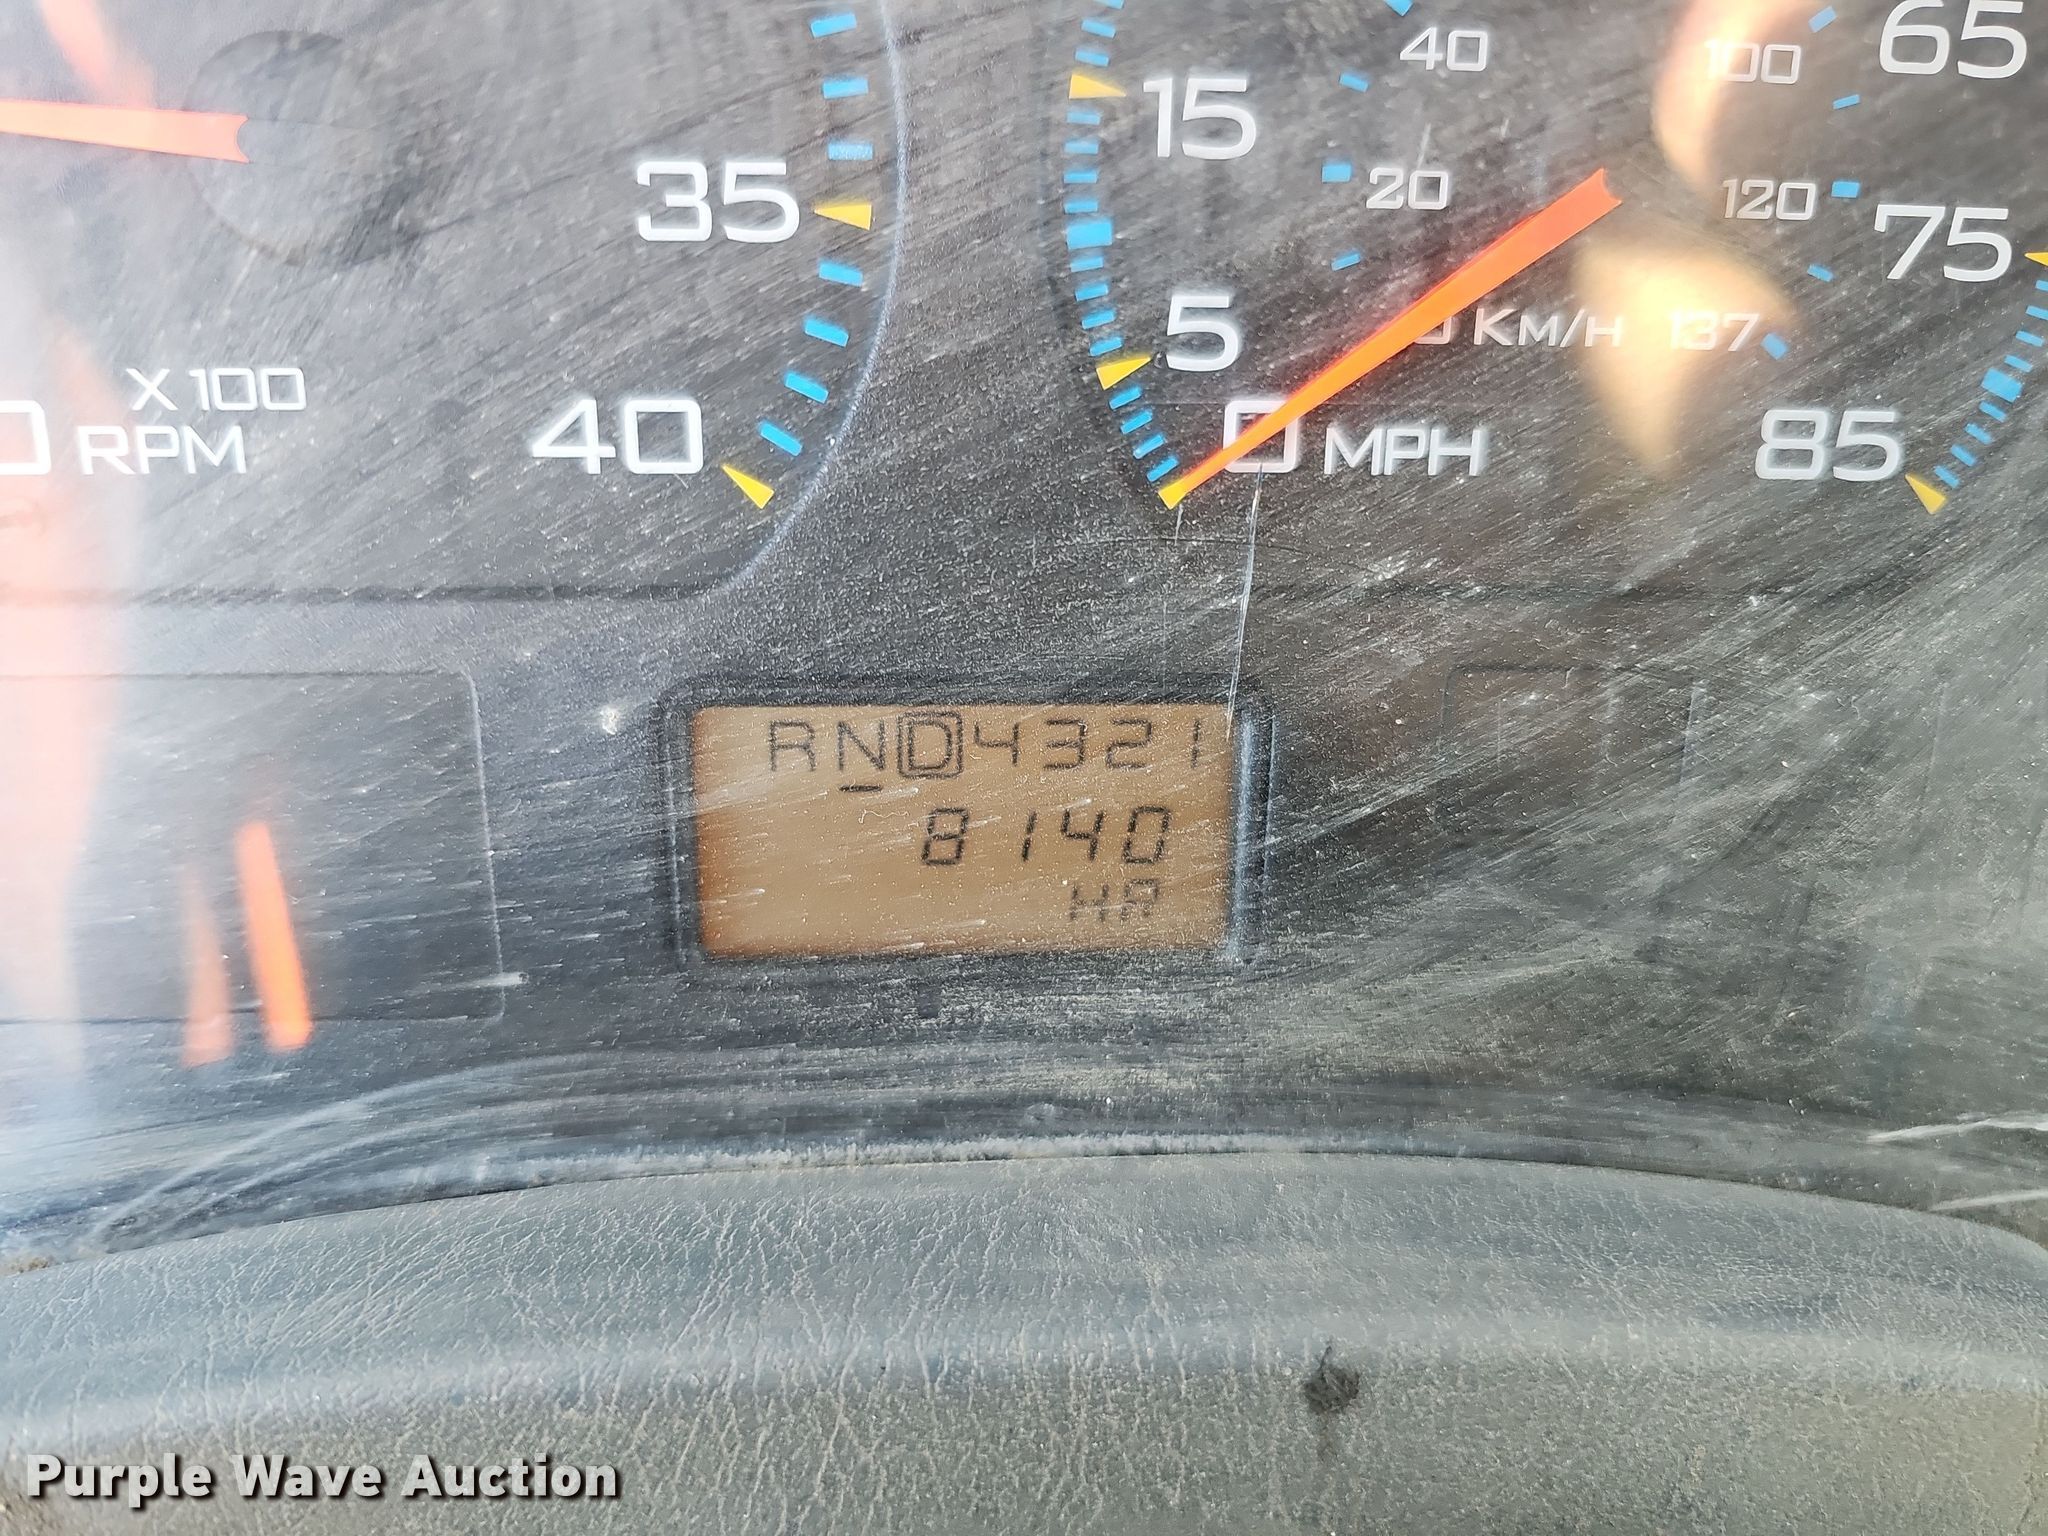 40 100 65
15
20 120
35 75
5 KM/H 137
X 100
RPM 40 0 MPH 85
RND4321
8140
HR
Purple Wave Auction